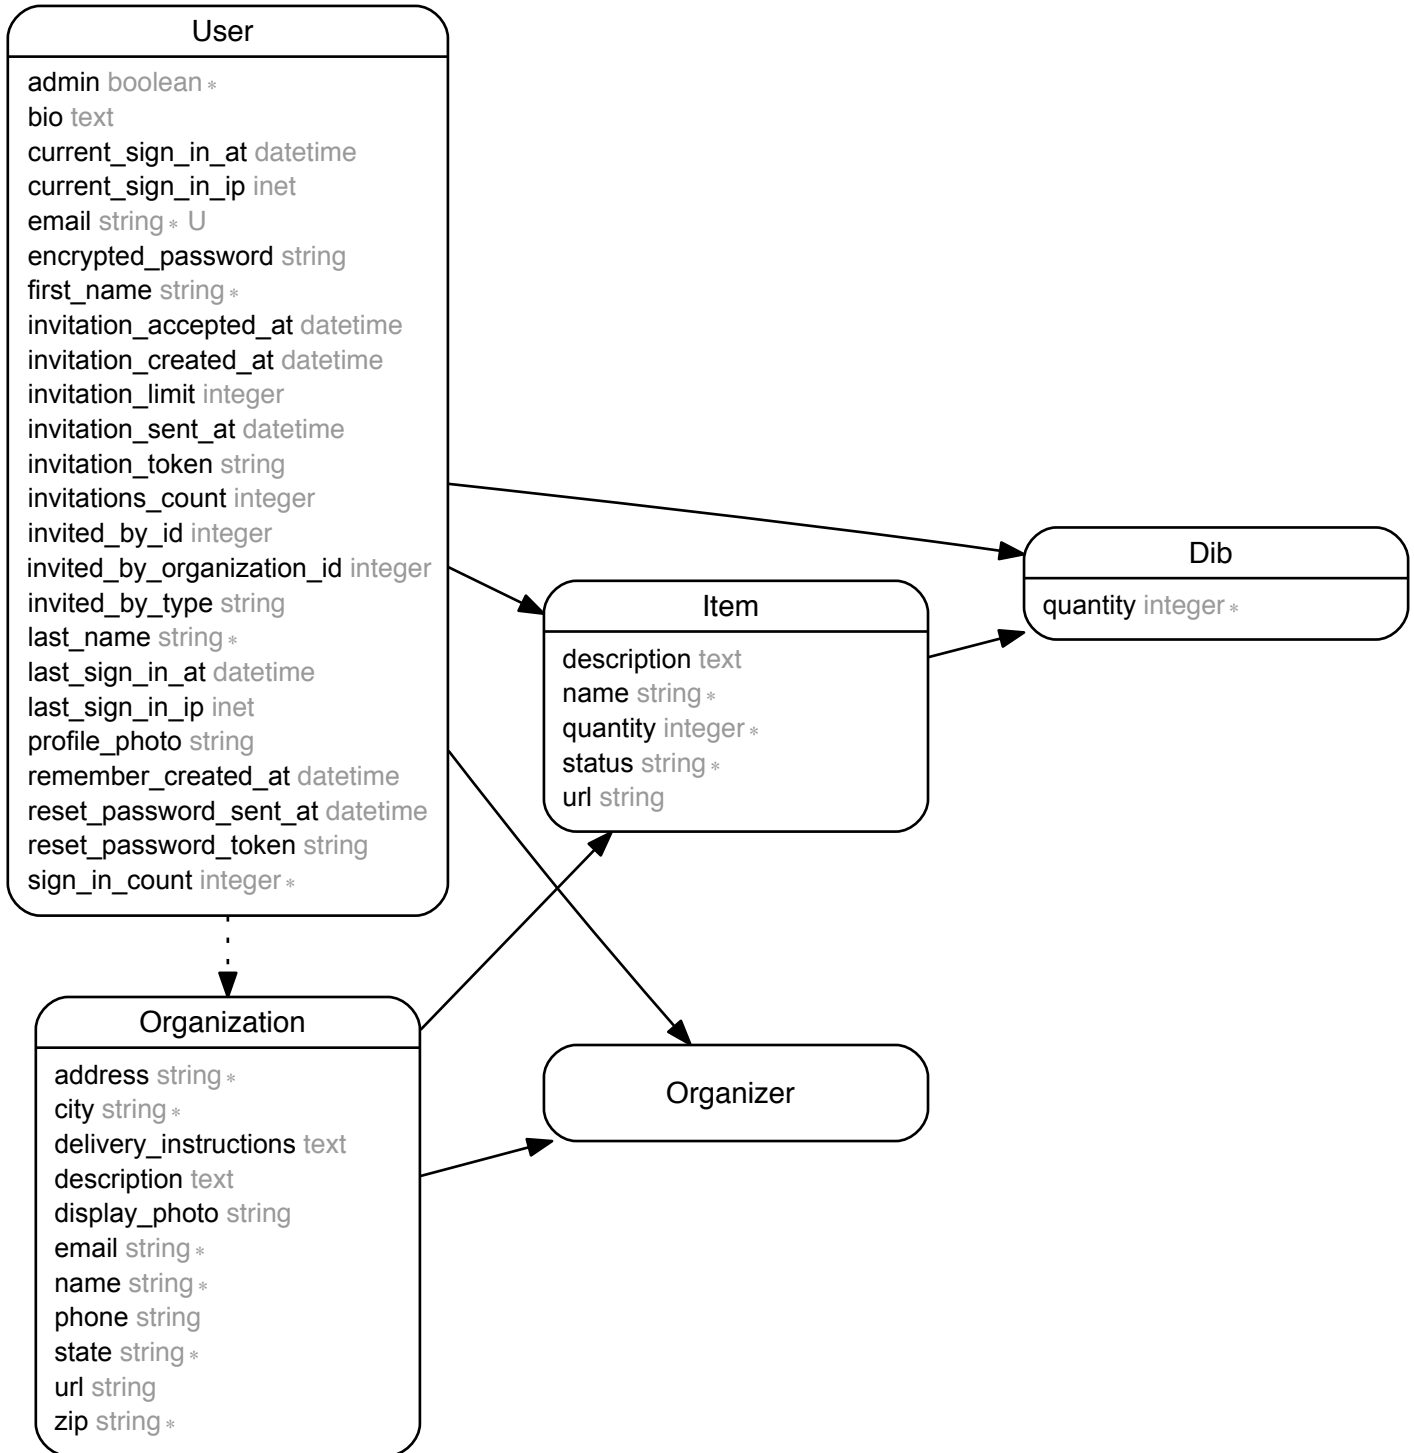 User
admin boolean *
bio text
current_sign_in_at datetime
current_sign_in_ip inet
email string * U
encrypted_password string
first_name string *
invitation_accepted_at datetime
invitation_created_at datetime
invitation_limit integer
invitation_sent_at datetime
invitation_token string
invitations_count integer
invited_by_id integer
invited_by_organization_id integer
invited_by_type string
last_name string *
last_sign_in_at datetime
last_sign_in_ip inet
profile_photo string
remember_created_at datetime
reset_password_sent_at datetime
reset_password_token string
sign_in_count integer *
Dib
quantity integer *
Item
description text
name string *
quantity integer *
status string *
url string
Organization
address string *
city string *
delivery_instructions text
description text
display_photo string
email string *
name string *
phone string
state string *
url string
zip string *
Organizer